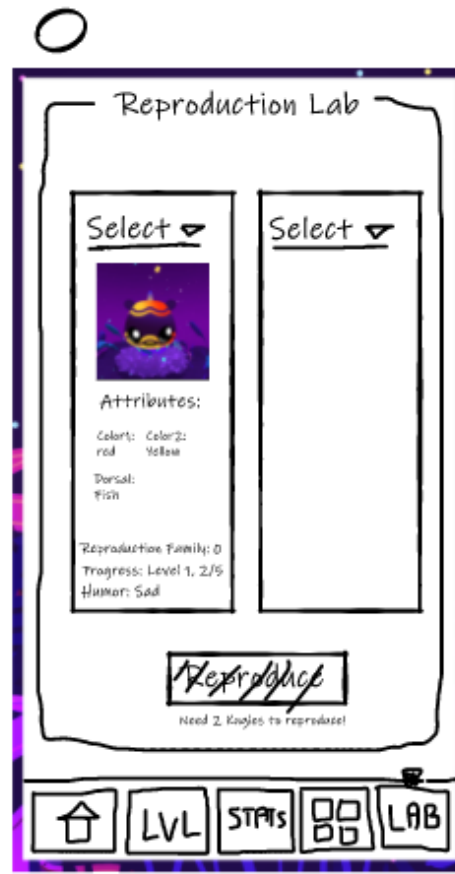 Reproduction Lab
Select
Select
Attributes:
Color1: Color2:
red Yellow
Dorsal:
Fish
Reproduction Family: 0
Progress: Level 1, 2/5
Humor: Sad
Reproduce
Need 2 Kogles to reproduce!
LVL
STATS
LAB